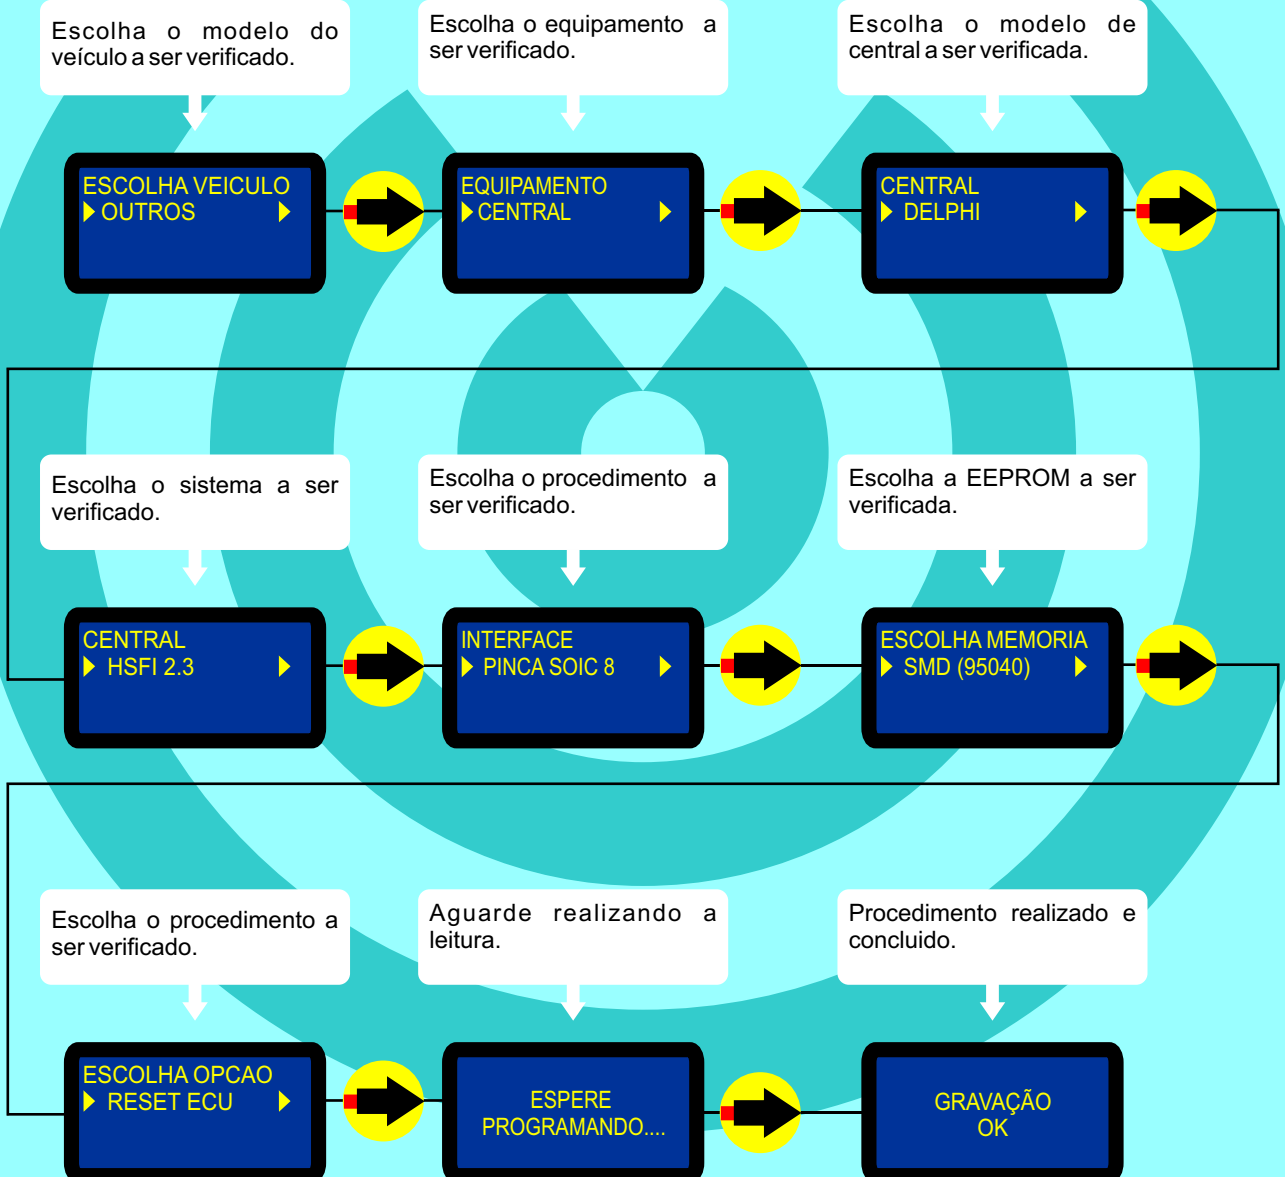 Escolha o modelo do
veículo a ser verificado.
Escolha o equipamento a
ser verificado.
Escolha o modelo de
central a ser verificada.
ESCOLHA VEICULO
OUTROS
EQUIPAMENTO
CENTRAL
CENTRAL
DELPHI
Escolha o sistema a ser
verificado.
Escolha o procedimento a
ser verificado.
Escolha a EEPROM a ser
verificada.
CENTRAL
HSFI 2.3
INTERFACE
PINCA SOIC 8
ESCOLHA MEMORIA
SMD (95040)
Escolha o procedimento a
ser verificado.
Aguarde realizando a
leitura.
Procedimento realizado e
concluido.
ESCOLHA OPCAO
RESET ECU
ESPERE
PROGRAMANDO....
GRAVAÇÃO
OK